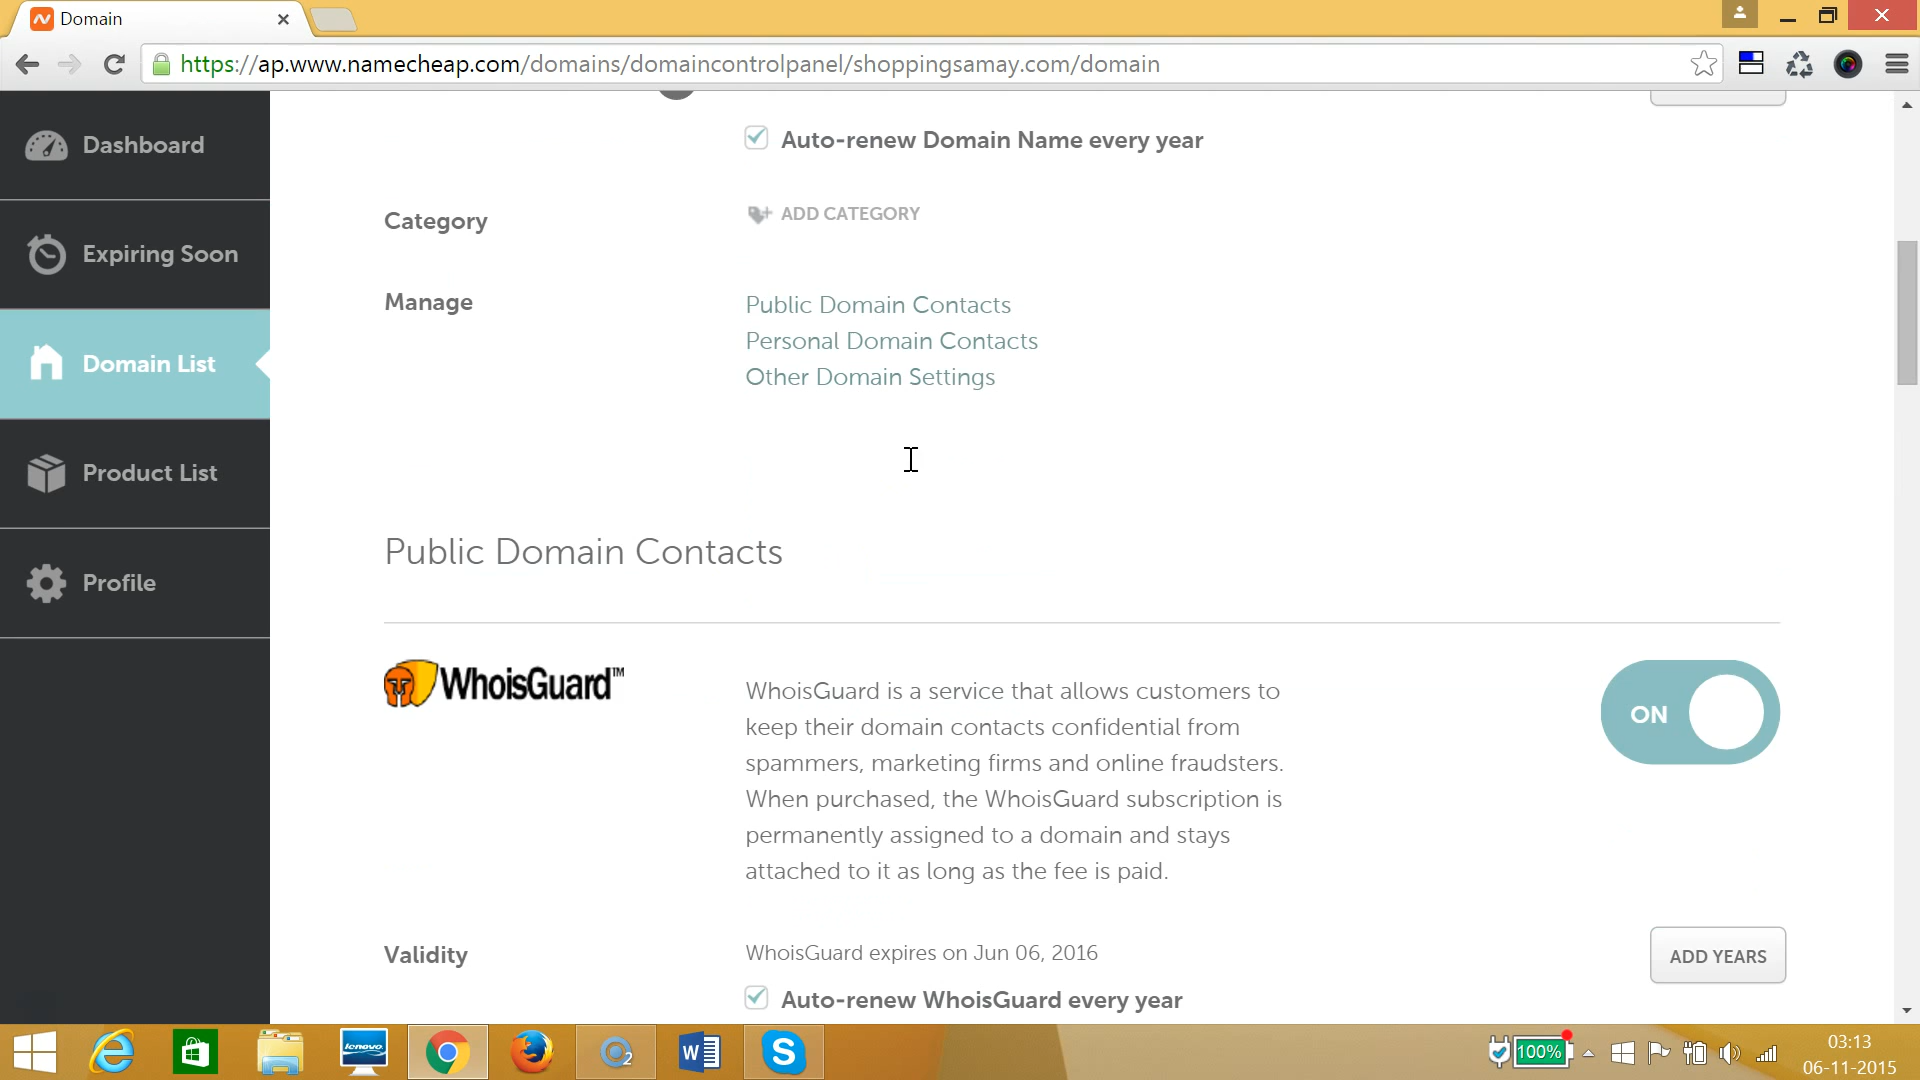 Domain
https://ap.www.namecheap.com/domains/domaincontrolpanel/shoppingsamay.com/domain
Dashboard
Expiring Soon
Domain List
Product List
Profile
Auto-renew Domain Name every year
Category
ADD CATEGORY
Manage
Public Domain Contacts
Personal Domain Contacts
Other Domain Settings
Public Domain Contacts
WhoisGuard™
WhoisGuard is a service that allows customers to
keep their domain contacts confidential from
spammers, marketing firms and online fraudsters.
When purchased, the WhoisGuard subscription is
permanently assigned to a domain and stays
attached to it as long as the fee is paid.
ON
Validity
WhoisGuard expires on Jun 06, 2016
ADD YEARS
Auto-renew WhoisGuard every year
lenovo
2
W
S
100%
03:13
06-11-2015